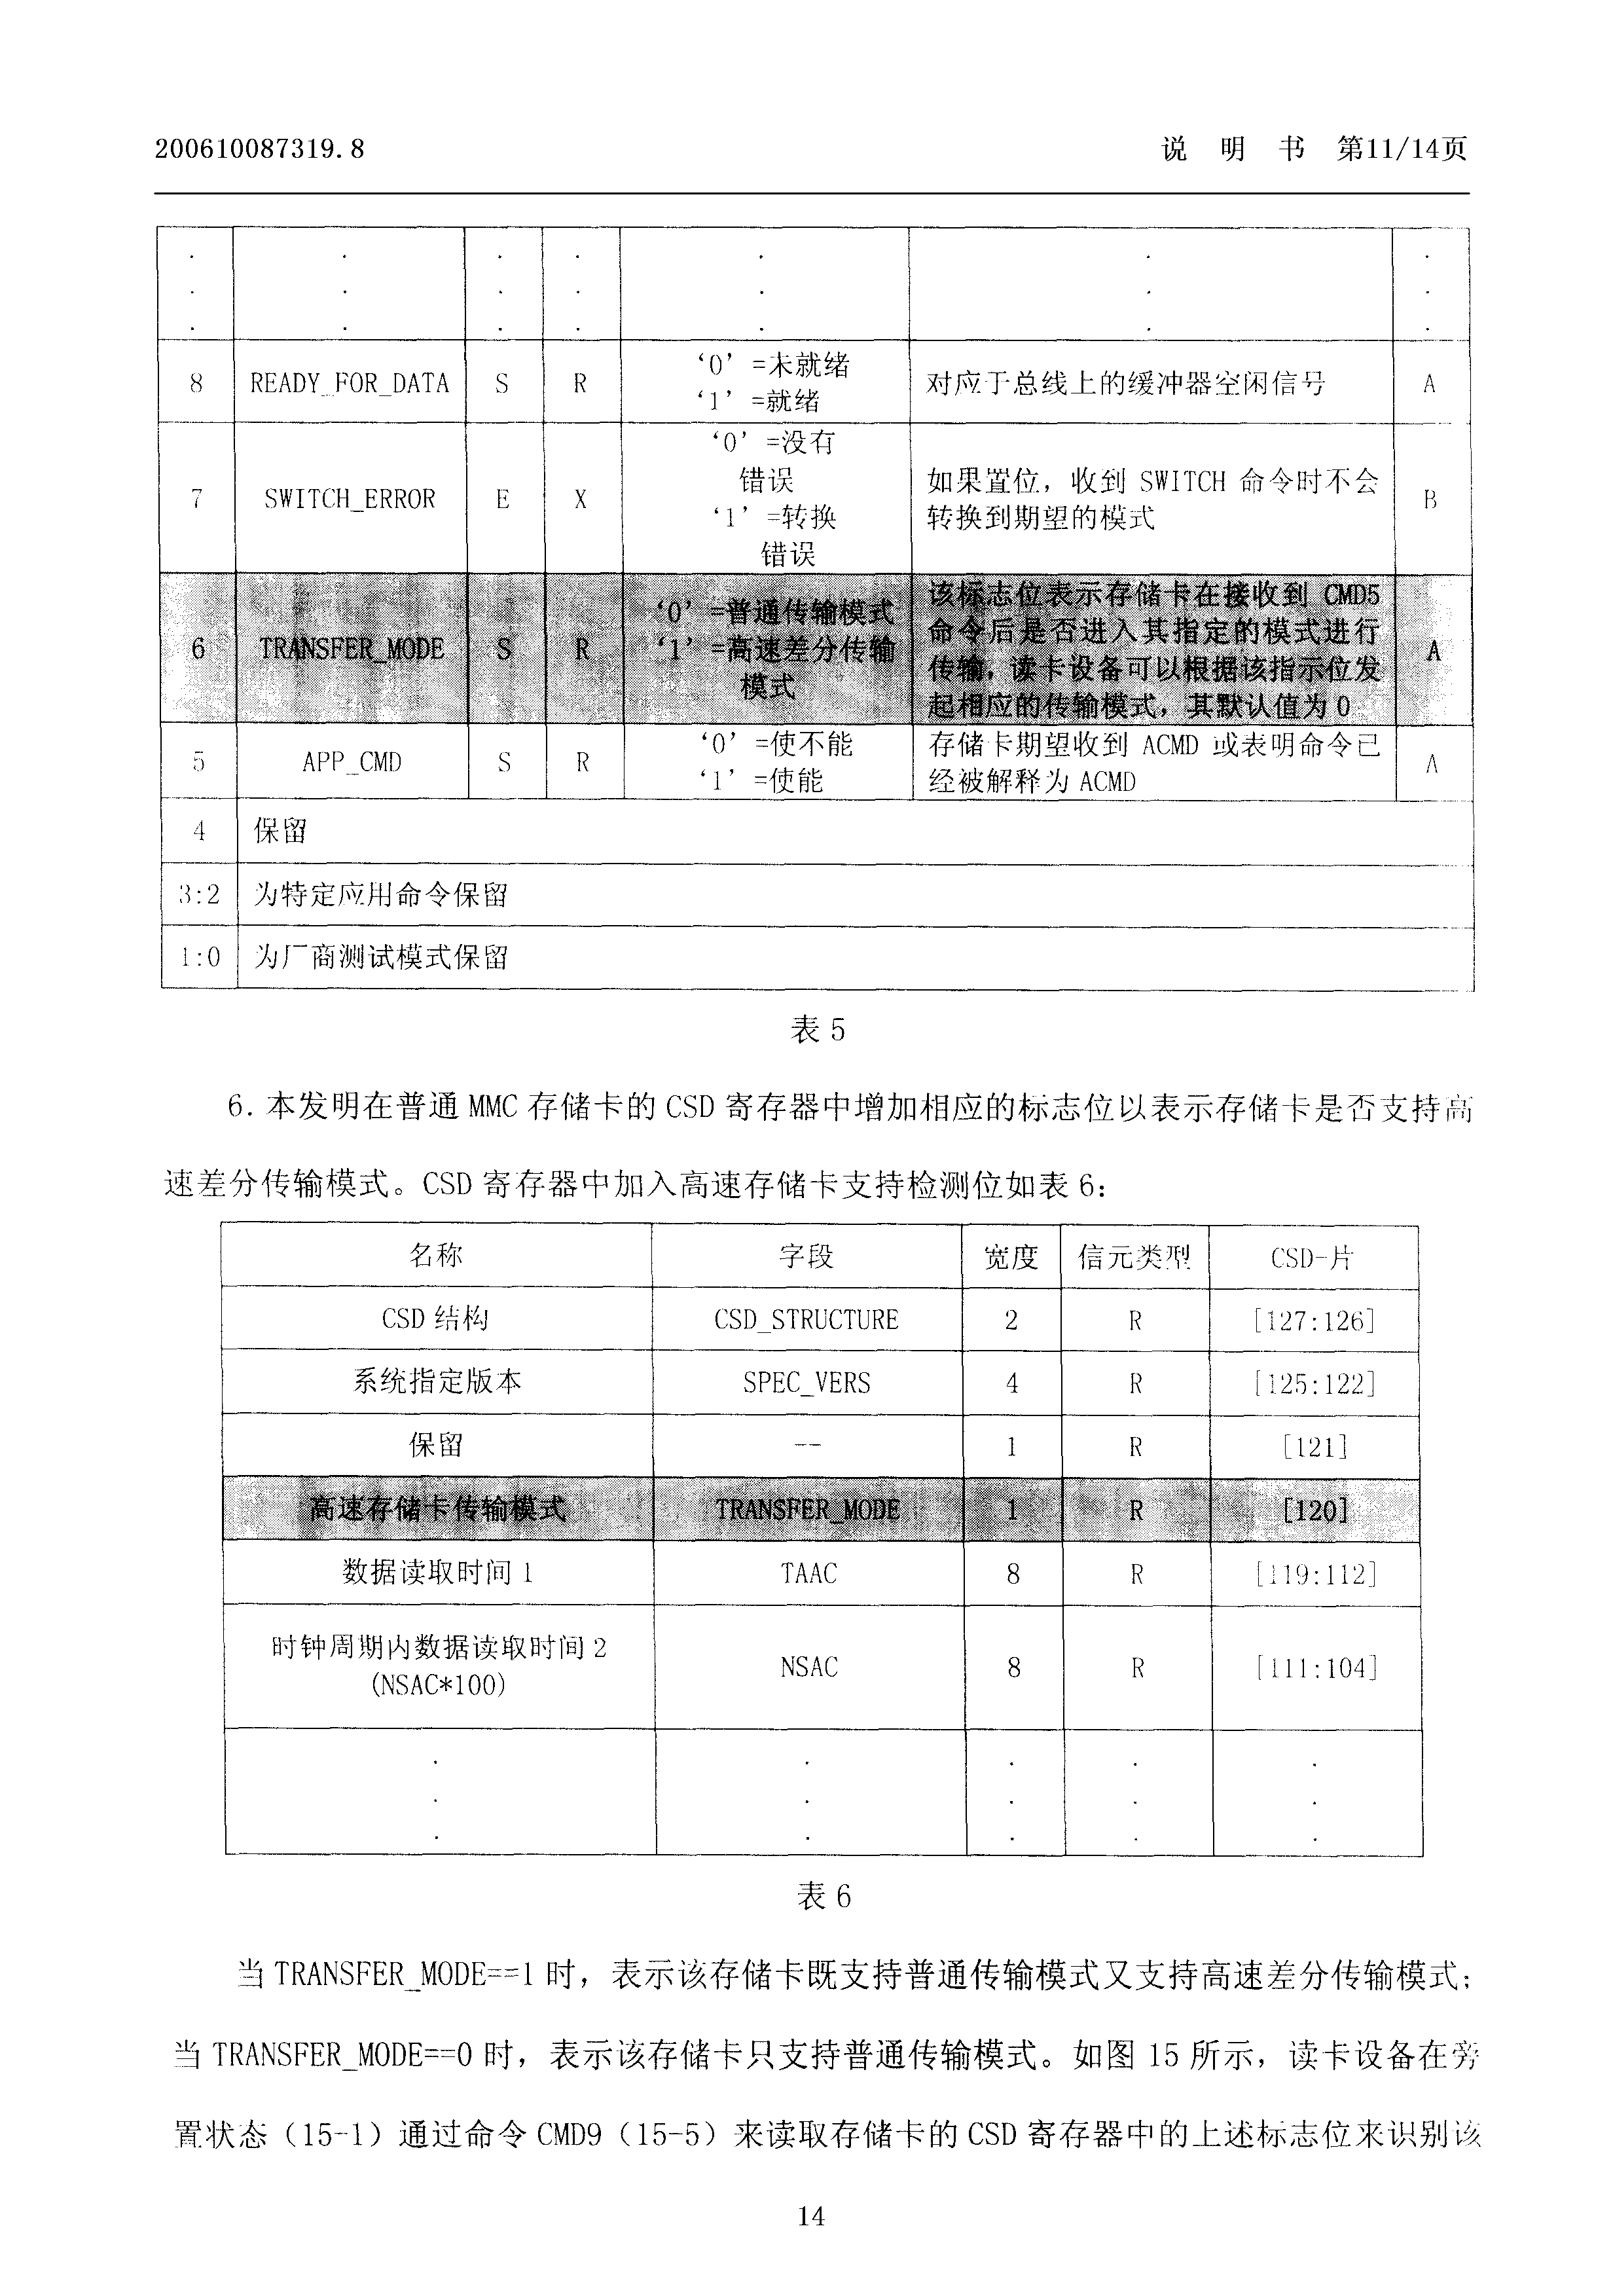 200610087319.8 说 明 书 第11/14页
. . . . . . .
. . . . . . .
. . . . . . .
8 READY_FOR_DATA S R ‘0’ =未就绪 对应于总线上的缓冲器空闲信号 A
‘1’ =就绪
7 SWITCH_ERROR E X ‘0’ =没有
错误
‘1’ =转换
错误
如果置位，收到 SWITCH 命令时不会
转换到期望的模式
B
6 TRANSFER_MODE S R ‘0’ =普通传输模式
‘1’ =高速差分传输
模式
该标志位表示存储卡在接收到 CMD5
命令后是否进入其指定的模式进行
传输，读卡设备可以根据该指示位发
起相应的传输模式，其默认值为 0
A
5 APP_CMD S R ‘0’ =使不能
‘1’ =使能
存储卡期望收到 ACMD 或表明命令已
经被解释为 ACMD
A
4 保留
3:2 为特定应用命令保留
1:0 为厂商测试模式保留
表 5
6. 本发明在普通 MMC 存储卡的 CSD 寄存器中增加相应的标志位以表示存储卡是否支持高
速差分传输模式。CSD 寄存器中加入高速存储卡支持检测位如表 6：
名称 字段 宽度 信元类型 CSD-片
CSD 结构 CSD_STRUCTURE 2 R [127:126]
系统指定版本 SPEC_VERS 4 R [125:122]
保留 -- 1 R [121]
高速存储卡传输模式 TRANSFER_MODE 1 R [120]
数据读取时间 1 TAAC 8 R [119:112]
时钟周期内数据读取时间 2
(NSAC*100)
NSAC 8 R [111:104]
. . . . .
. . . . .
. . . . .
表 6
当 TRANSFER_MODE==1 时，表示该存储卡既支持普通传输模式又支持高速差分传输模式；
当 TRANSFER_MODE==0 时，表示该存储卡只支持普通传输模式。如图 15 所示，读卡设备在旁
置状态（15-1）通过命令 CMD9（15-5）来读取存储卡的 CSD 寄存器中的上述标志位来识别该
14